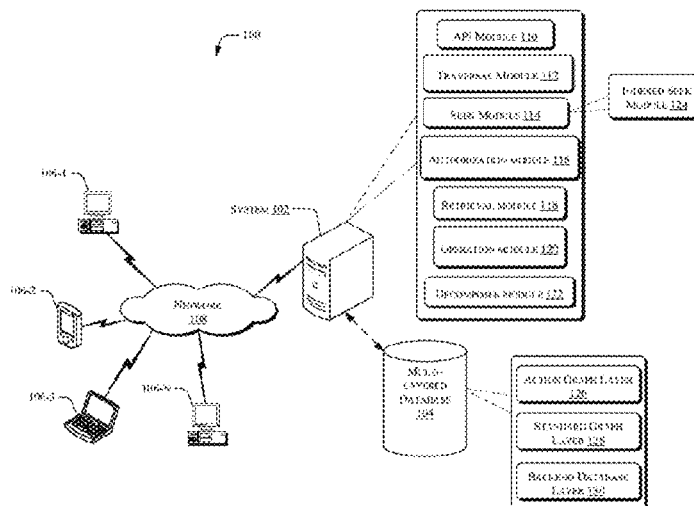 100
API MODULE 110
TRAVERSAL MODULE 112
SEEK MODULE 114
INDEXED SEEK
MODULE 124
AUTHORIZATION MODULE 116
RETRIEVAL MODULE 118
OPERATION MODULE
120
DECOMPOSER MODULE 122
106-1
SYSTEM 102
106-2
NETWORK
108
106-3
106-N
MULTI-
LAYERED
DATABASE
104
ACTION GRAPH LAYER
126
STANDARD GRAPH
LAYER 128
BACKEND DATABASE
LAYER 130